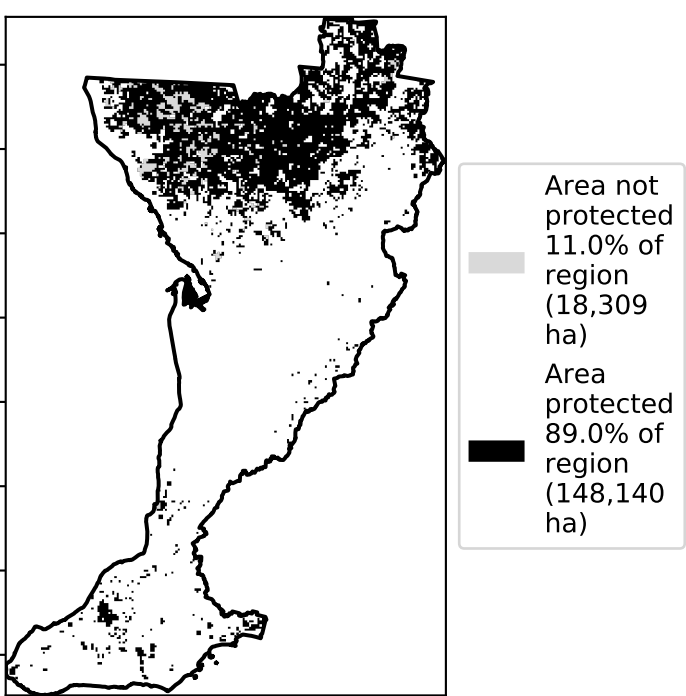 Area not
protected
11.0% of
region
(18,309
ha)
Area
protected
89.0% of
region
(148,140
ha)